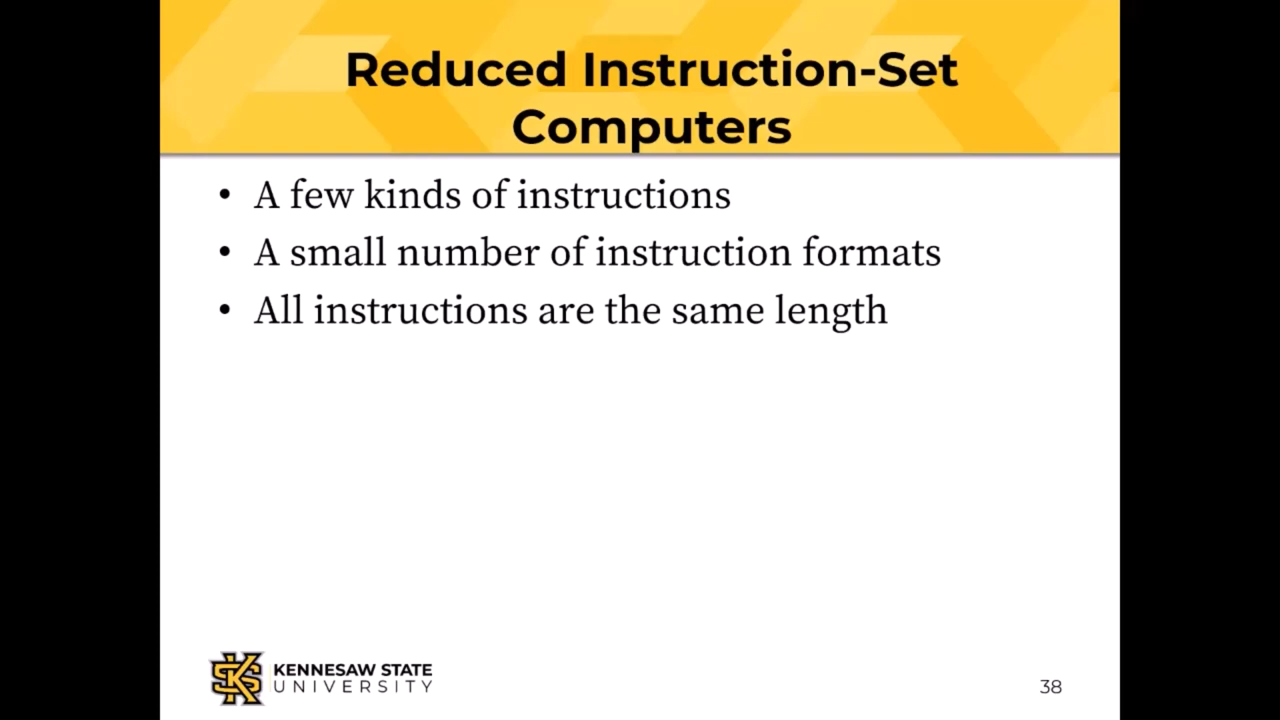 Reduced Instruction-Set
Computers
• A few kinds of instructions
• A small number of instruction formats
• All instructions are the same length
KENNESAW STATE
UNIVERSITY
38